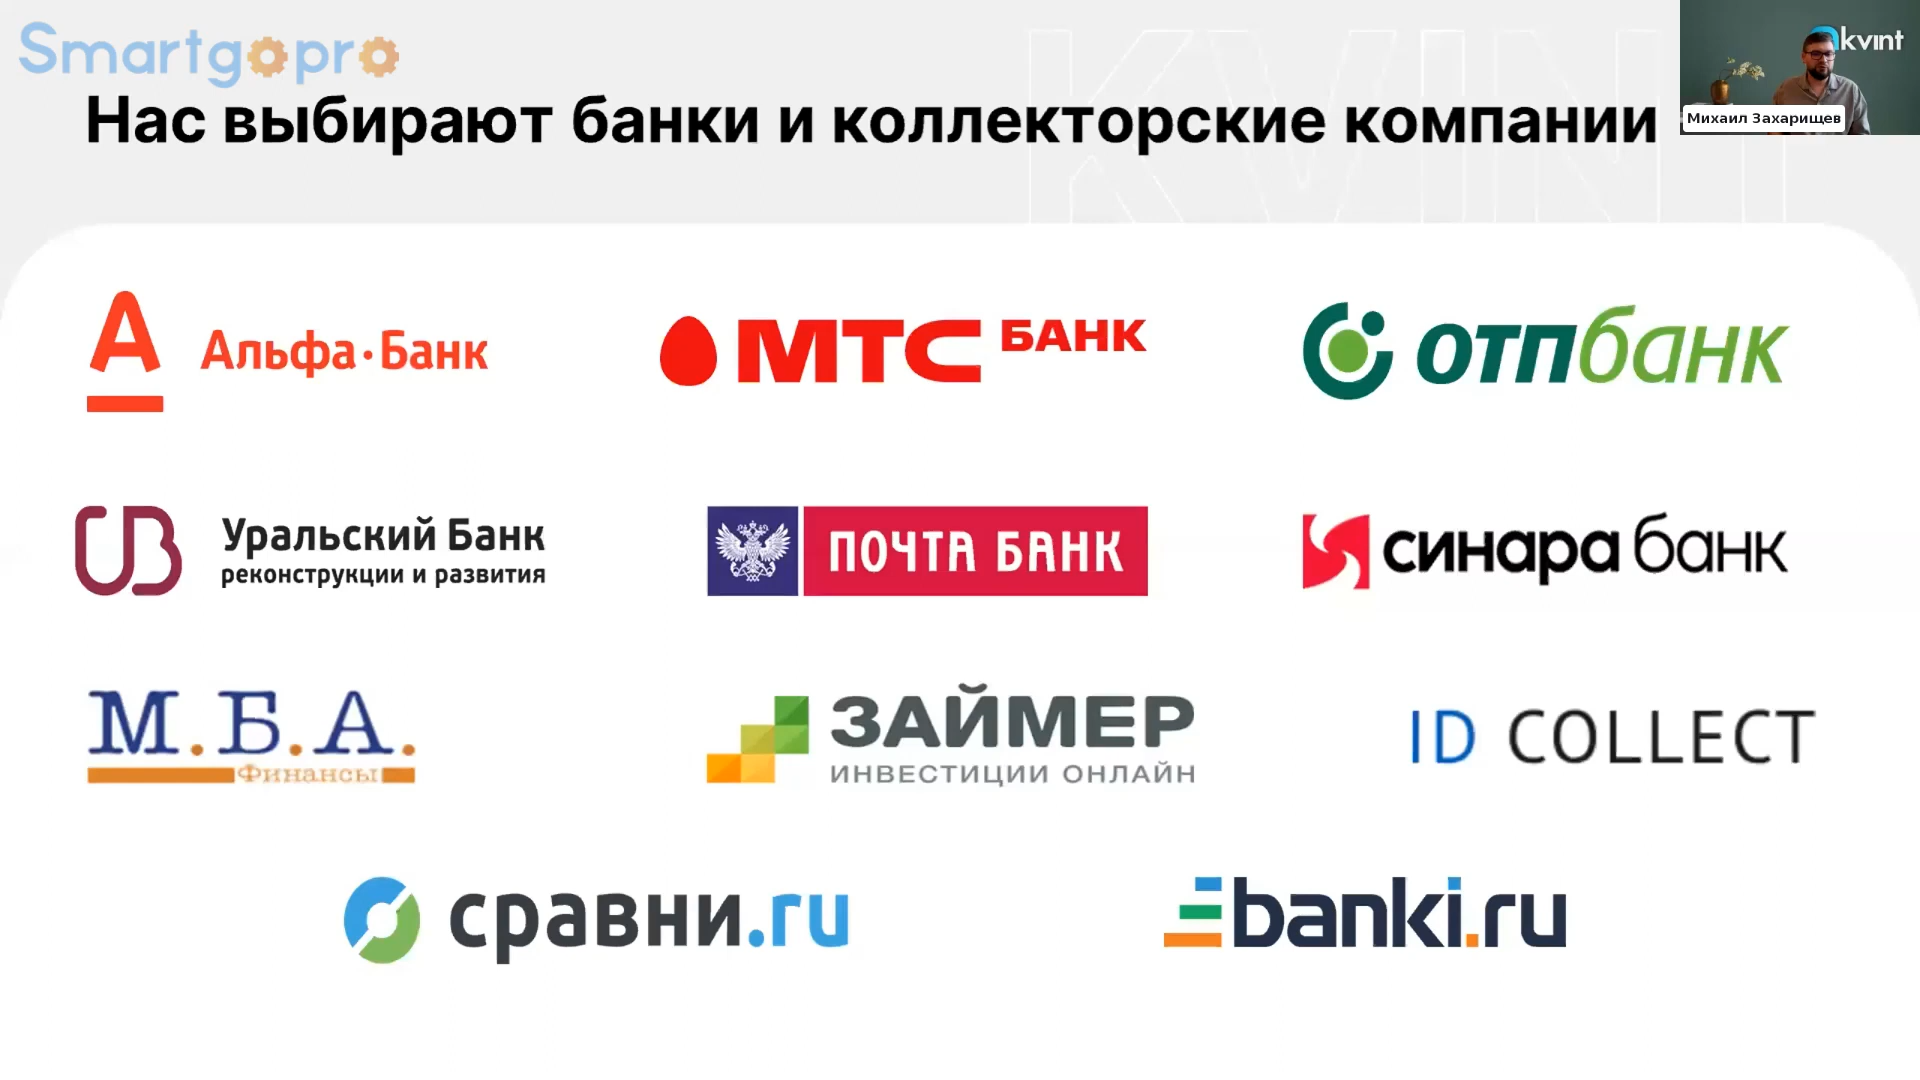 Smartgopro
kvint
Михаил Захарищев
Нас выбирают банки и коллекторские компании
KVINT
Альфа·Банк
МТС БАНК
отпбанк
Уральский Банк
реконструкции и развития
ПОЧТА БАНК
синара банк
М.Б.А.
Финансы
ЗАЙМЕР
ИНВЕСТИЦИИ ОНЛАЙН
ID COLLECT
сравни.ru
banki.ru